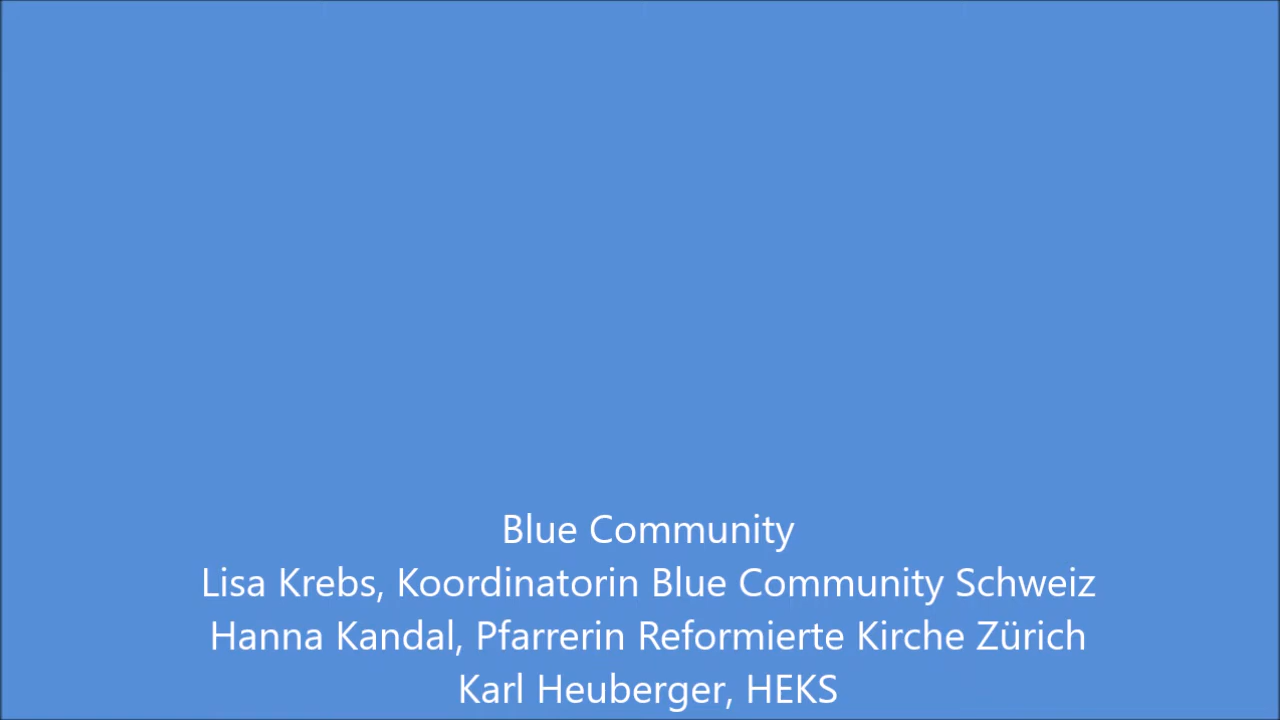 Blue Community
Lisa Krebs, Koordinatorin Blue Community Schweiz
Hanna Kandal, Pfarrerin Reformierte Kirche Zürich
Karl Heuberger, HEKS